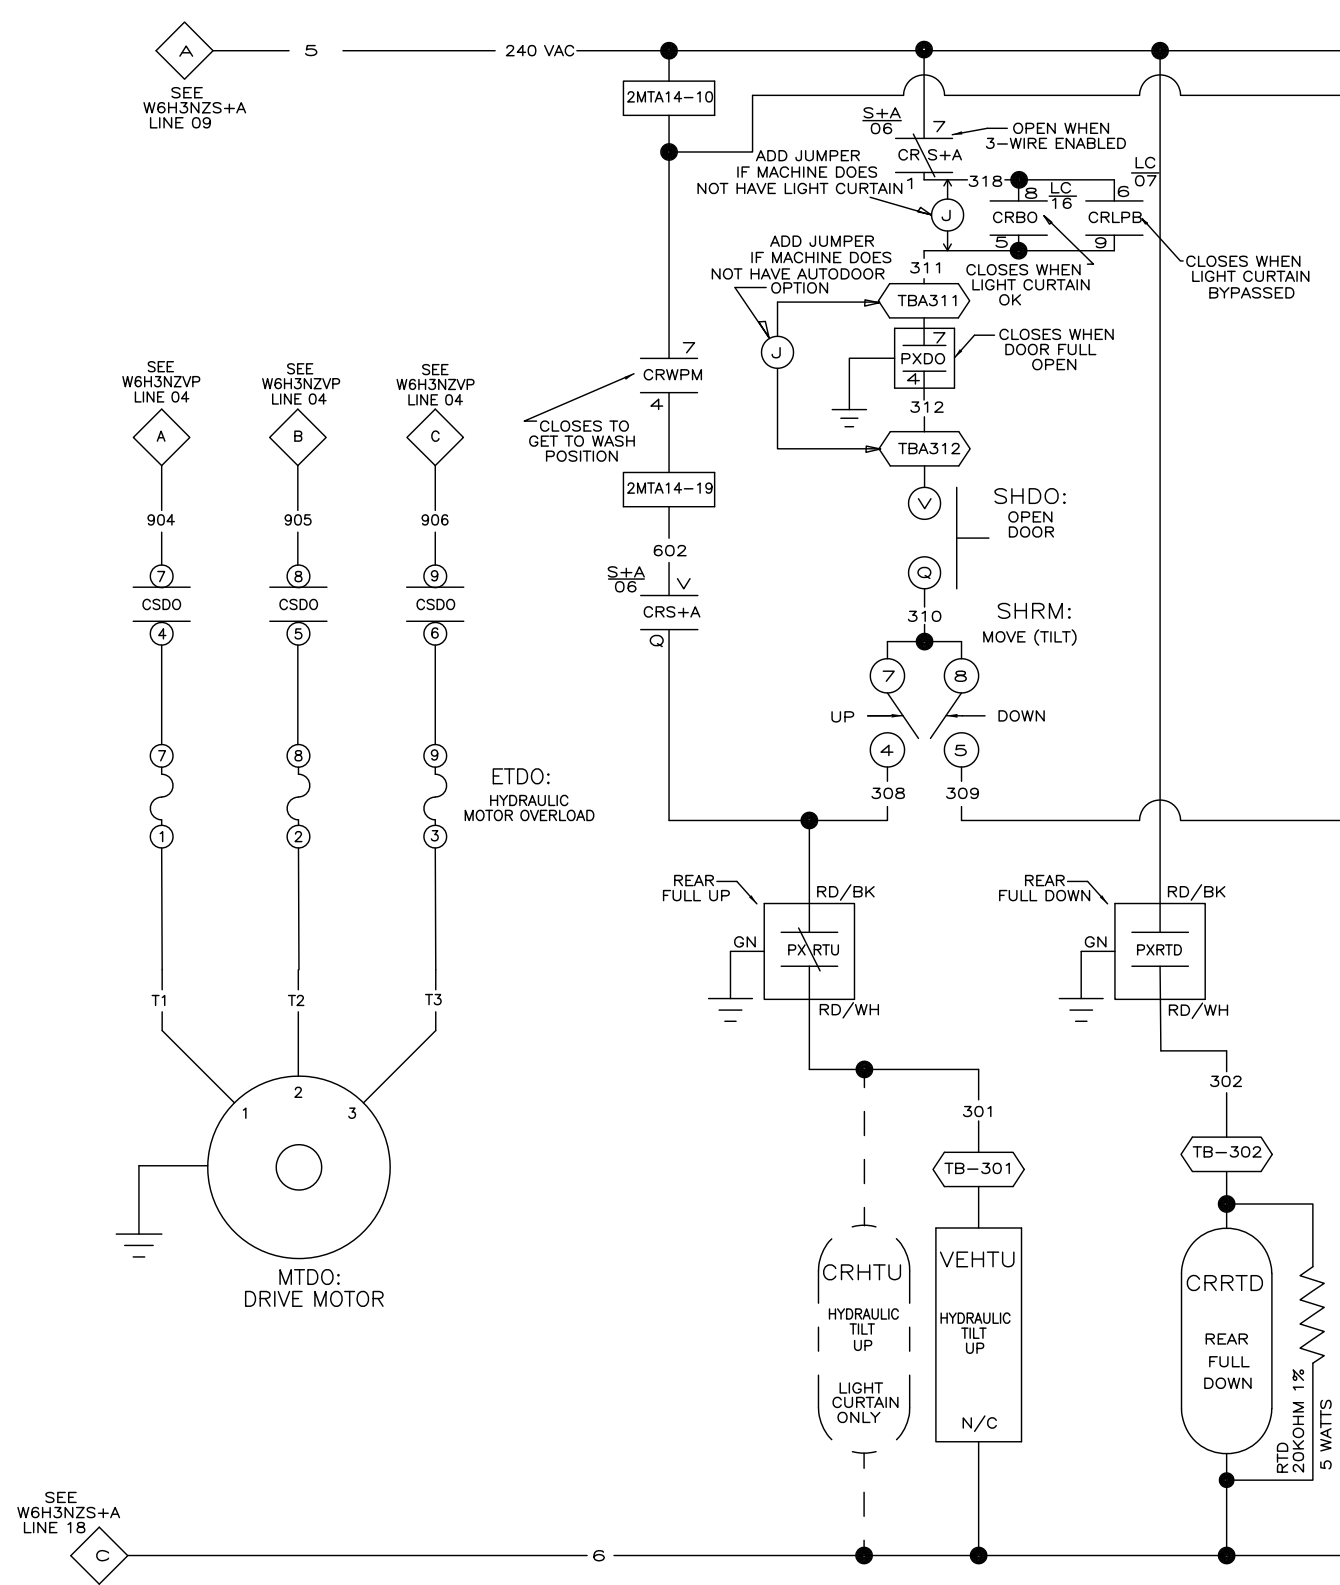 A
5
240 VAC
SEE
W6H3NZS+A
LINE 09
2MTA14-10
S+A
06
7
CR S+A
1
OPEN WHEN
3-WIRE ENABLED
ADD JUMPER
IF MACHINE DOES
NOT HAVE LIGHT CURTAIN
J
318
8
LC
16
CRBO
5
LC
07
6
CRLPB
9
CLOSES WHEN
LIGHT CURTAIN
BYPASSED
CLOSES WHEN
LIGHT CURTAIN
OK
ADD JUMPER
IF MACHINE DOES
NOT HAVE AUTODOOR
OPTION
J
311
TBA311
7
PXDO
4
CLOSES WHEN
DOOR FULL
OPEN
312
TBA312
V
Q
SHDO:
OPEN
DOOR
310
SHRM:
MOVE (TILT)
7
8
UP
DOWN
4
5
308
309
7
CRWPM
4
CLOSES TO
GET TO WASH
POSITION
2MTA14-19
602
S+A
06
V
CRS+A
Q
SEE
W6H3NZVP
LINE 04
A
904
7
CSDO
4
7
1
T1
SEE
W6H3NZVP
LINE 04
B
905
8
CSDO
5
8
2
T2
SEE
W6H3NZVP
LINE 04
C
906
9
CSDO
6
9
3
T3
ETDO:
HYDRAULIC
MOTOR OVERLOAD
1
2
3
MTDO:
DRIVE MOTOR
REAR
FULL UP
RD/BK
GN
PXRTU
RD/WH
REAR
FULL DOWN
RD/BK
GN
PXRTD
RD/WH
301
TB-301
302
TB-302
CRHTU
HYDRAULIC
TILT
UP
LIGHT
CURTAIN
ONLY
VEHTU
HYDRAULIC
TILT
UP
N/C
CRRTD
REAR
FULL
DOWN
RTD
20KOHM 1%
5 WATTS
SEE
W6H3NZS+A
LINE 18
C
6